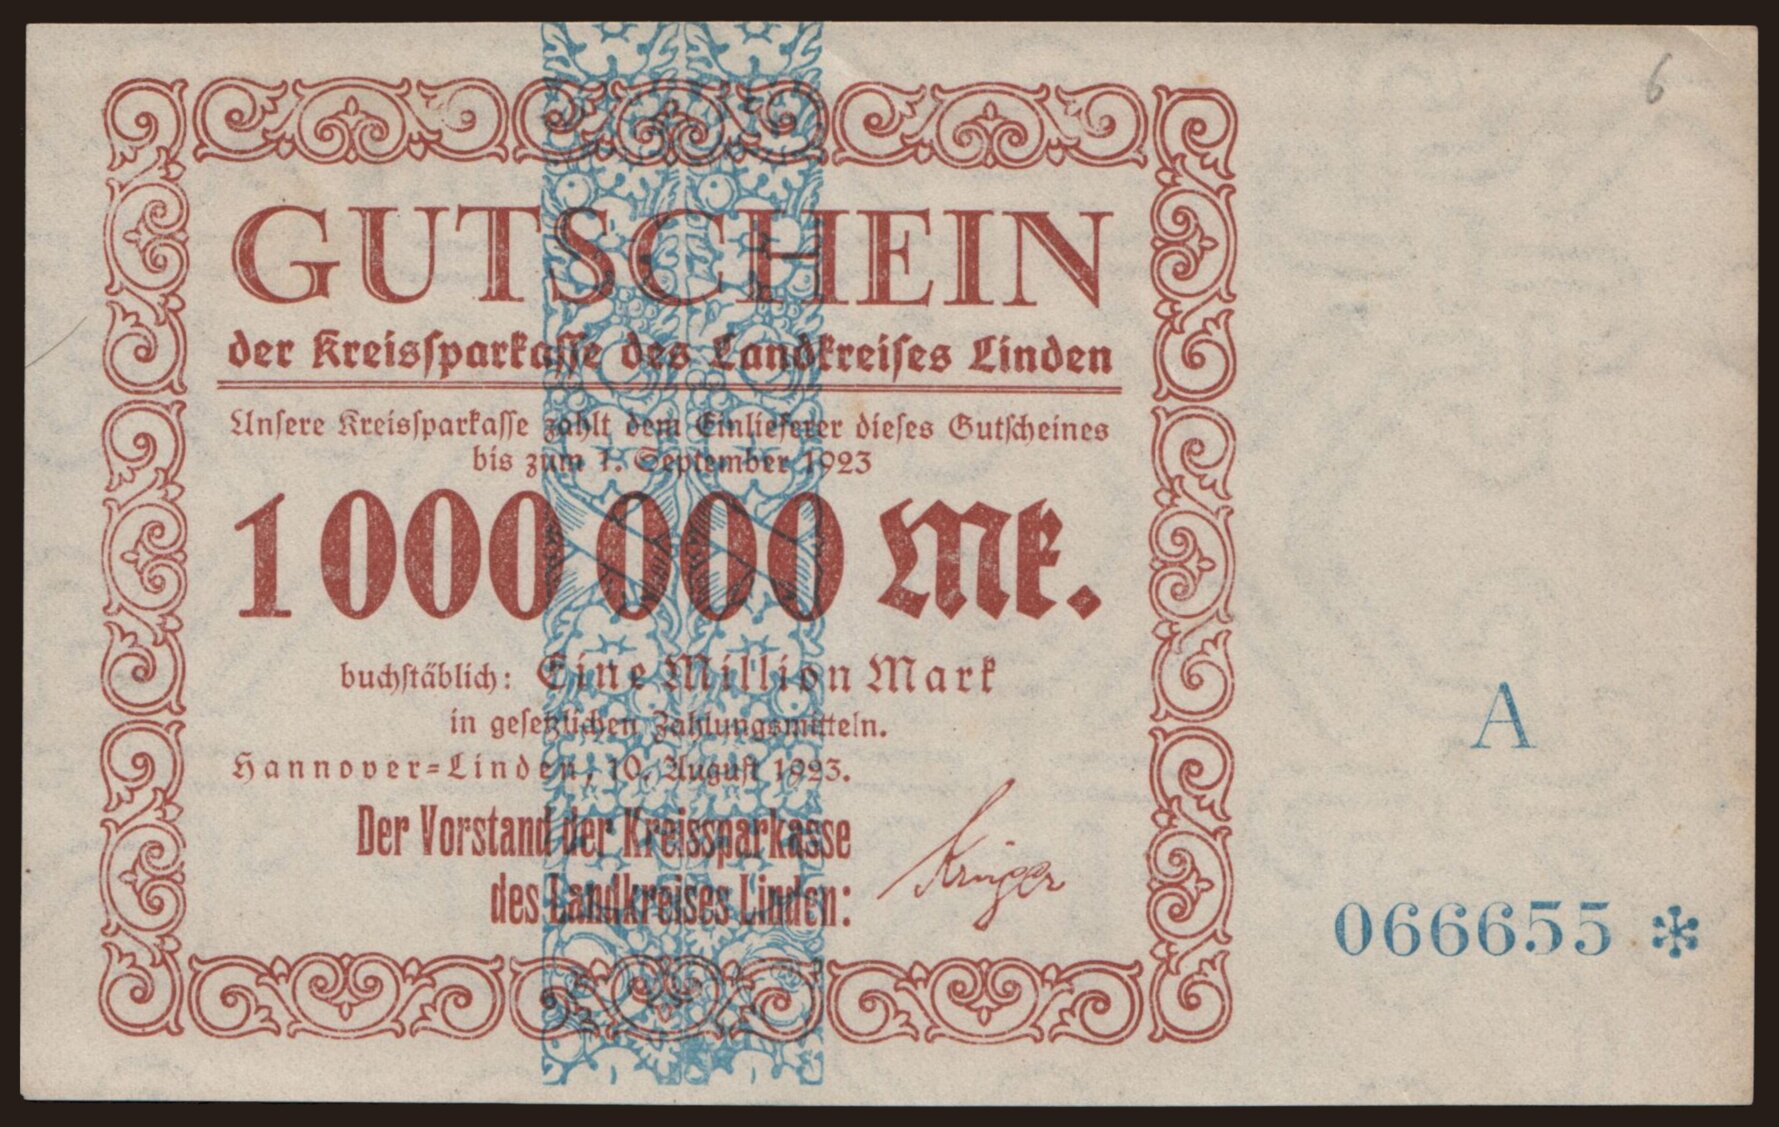 6
GUTSCHEIN
der Kreissparkasse des Landkreises Linden
Unsere Kreissparkasse zahlt dem Einlieferer dieses Gutscheines
bis zum 1. September 1923
1 000 000 Mk.
buchstäblich: Eine Million Mark
in gesetzlichen Zahlungsmitteln.
Hannover-Linden, 10. August 1923.
Der Vorstand der Kreissparkasse
des Landkreises Linden:
Krüger
A
066655 *